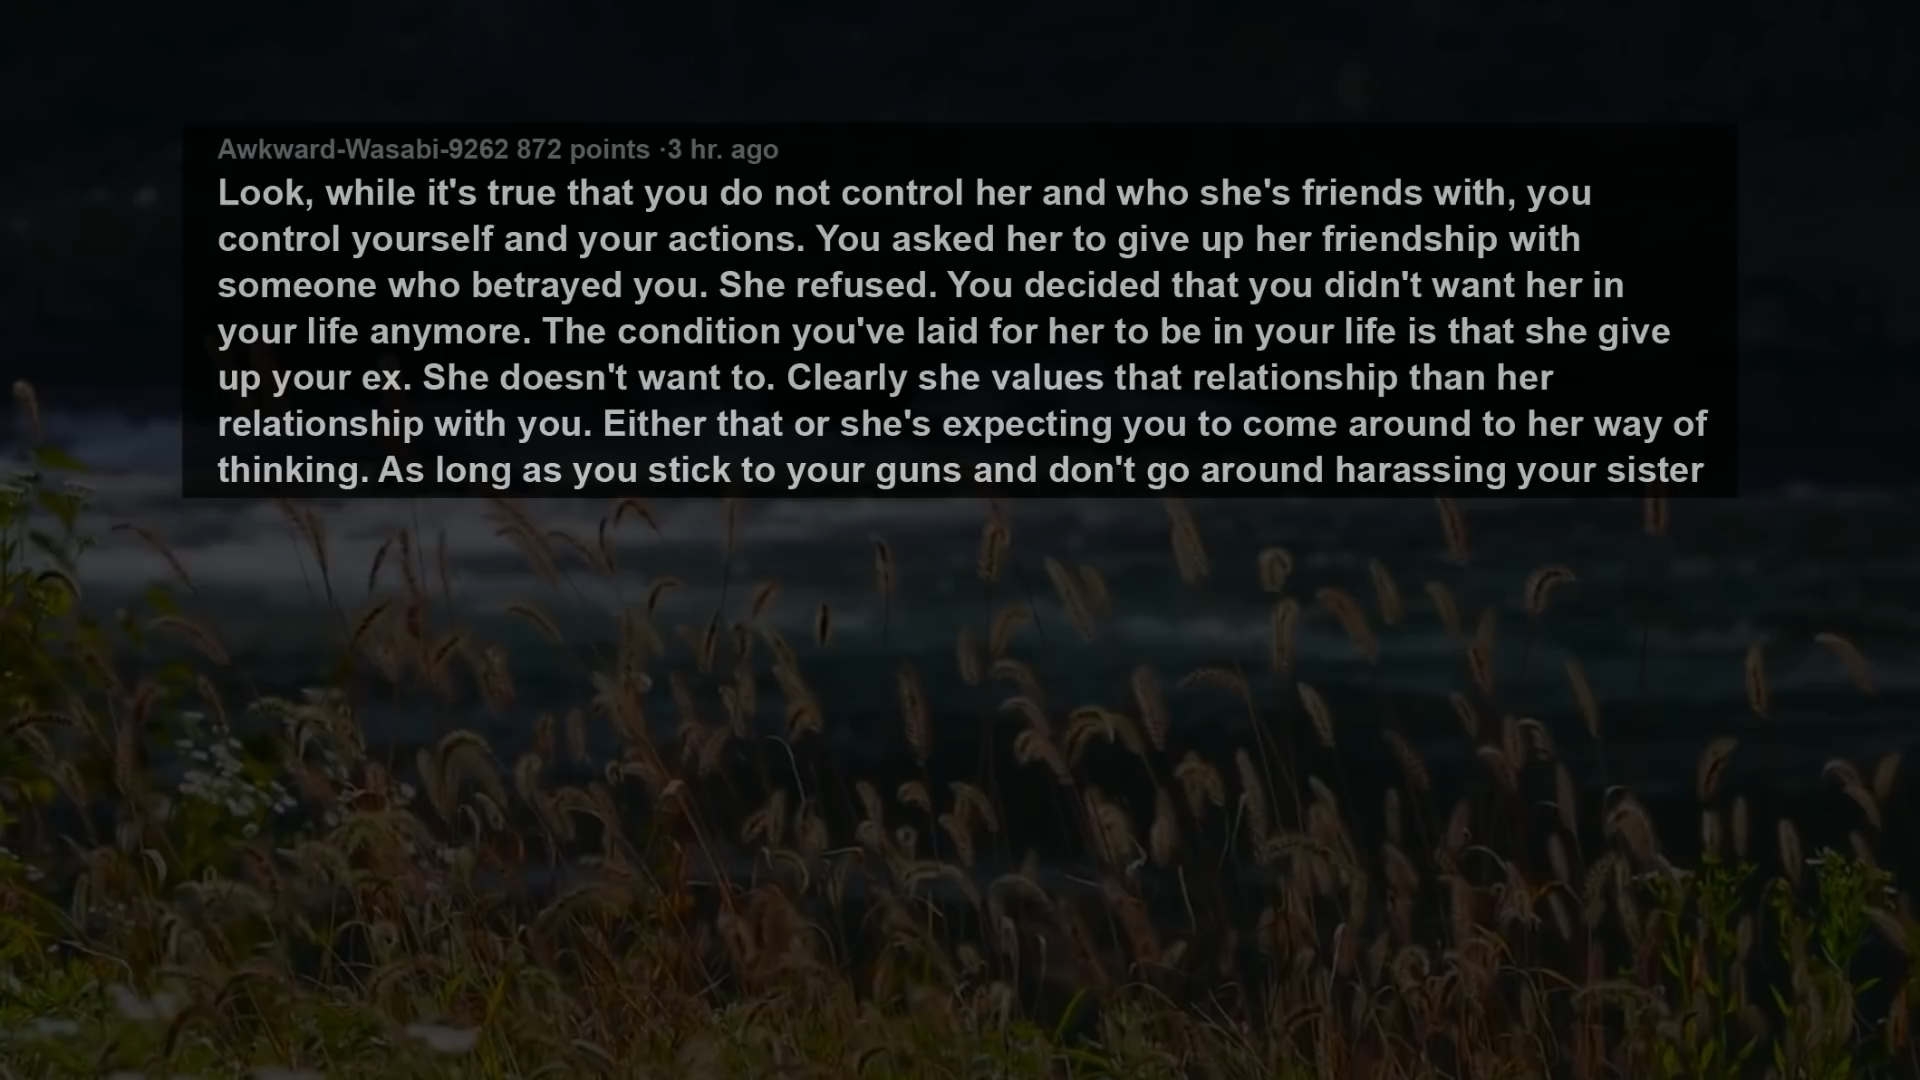 Awkward-Wasabi-9262 872 points ·3 hr. ago
Look, while it's true that you do not control her and who she's friends with, you
control yourself and your actions. You asked her to give up her friendship with
someone who betrayed you. She refused. You decided that you didn't want her in
your life anymore. The condition you've laid for her to be in your life is that she give
up your ex. She doesn't want to. Clearly she values that relationship than her
relationship with you. Either that or she's expecting you to come around to her way of
thinking. As long as you stick to your guns and don't go around harassing your sister